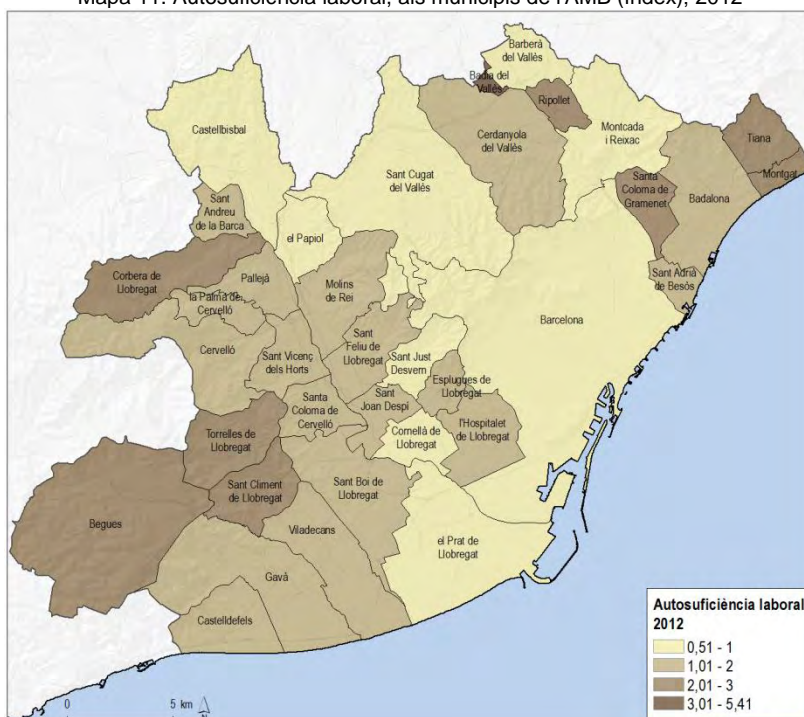 Mapa 11. Autosuficiència laboral, als municipis de l'AMB (índex), 2012
Barberà
del Vallès
Badia del
Vallès
Ripollet
Castellbisbal
Cerdanyola
del Vallès
Montcada
i Reixac
Tiana
Montgat
Sant Cugat
del Vallès
Santa
Coloma de
Gramenet
Badalona
Sant
Andreu
de la Barca
el Papiol
Corbera de
Llobregat
Pallejà
Molins
de Rei
Sant Adrià
de Besòs
la Palma de
Cervelló
Barcelona
Cervelló
Sant Vicenç
dels Horts
Sant
Feliu de
Llobregat
Sant Just
Desvern
Esplugues de
Llobregat
Santa
Coloma de
Cervelló
Sant
Joan Despí
Cornellà de
Llobregat
l'Hospitalet
de Llobregat
Torrelles de
Llobregat
Sant Climent
de Llobregat
Sant Boi de
Llobregat
Begues
Viladecans
el Prat de
Llobregat
Gavà
Castelldefels
0
5 km
N
Autosuficiència laboral
2012
0,51 - 1
1,01 - 2
2,01 - 3
3,01 - 5,41